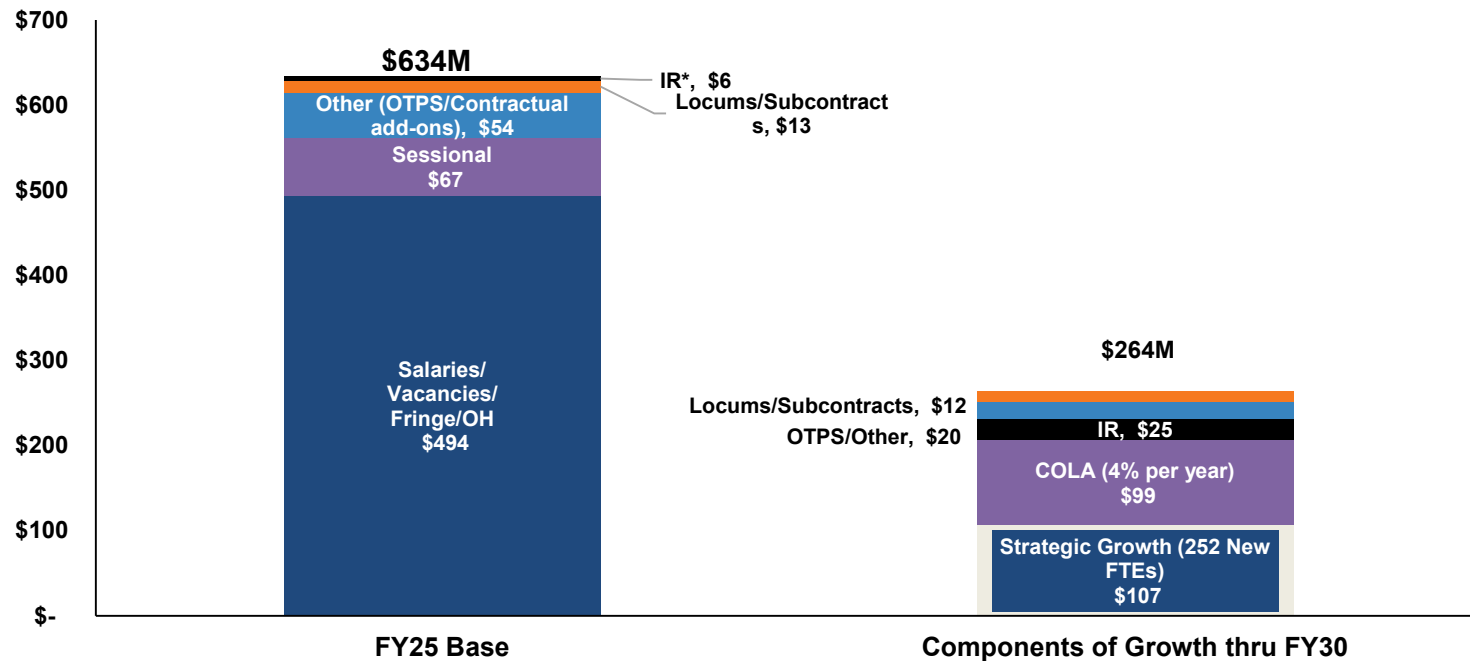 $700
$600
$500
$400
$300
$200
$100
$-
$634M
IR*, $6
Locums/Subcontract
s, $13
Other (OTPS/Contractual
add-ons), $54
Sessional
$67
Salaries/
Vacancies/
Fringe/OH
$494
FY25 Base
$264M
Locums/Subcontracts, $12
OTPS/Other, $20
IR, $25
COLA (4% per year)
$99
Strategic Growth (252 New
FTEs)
$107
Components of Growth thru FY30